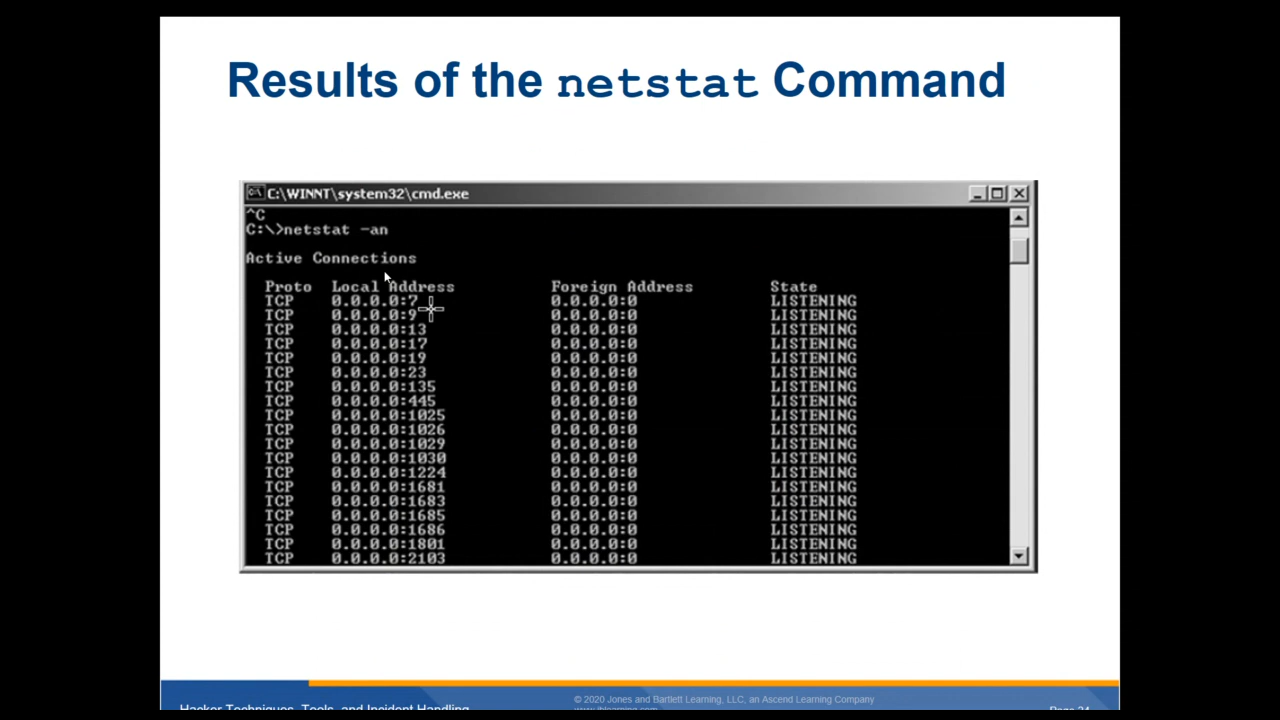 Results of the netstat Command
C:\WINNT\system32\cmd.exe
^C
C:\>netstat -an
Active Connections
Proto Local Address Foreign Address State
TCP 0.0.0.0:7 0.0.0.0:0 LISTENING
TCP 0.0.0.0:9 0.0.0.0:0 LISTENING
TCP 0.0.0.0:13 0.0.0.0:0 LISTENING
TCP 0.0.0.0:17 0.0.0.0:0 LISTENING
TCP 0.0.0.0:19 0.0.0.0:0 LISTENING
TCP 0.0.0.0:23 0.0.0.0:0 LISTENING
TCP 0.0.0.0:135 0.0.0.0:0 LISTENING
TCP 0.0.0.0:445 0.0.0.0:0 LISTENING
TCP 0.0.0.0:1025 0.0.0.0:0 LISTENING
TCP 0.0.0.0:1026 0.0.0.0:0 LISTENING
TCP 0.0.0.0:1029 0.0.0.0:0 LISTENING
TCP 0.0.0.0:1030 0.0.0.0:0 LISTENING
TCP 0.0.0.0:1224 0.0.0.0:0 LISTENING
TCP 0.0.0.0:1681 0.0.0.0:0 LISTENING
TCP 0.0.0.0:1683 0.0.0.0:0 LISTENING
TCP 0.0.0.0:1685 0.0.0.0:0 LISTENING
TCP 0.0.0.0:1686 0.0.0.0:0 LISTENING
TCP 0.0.0.0:1801 0.0.0.0:0 LISTENING
TCP 0.0.0.0:2103 0.0.0.0:0 LISTENING
© 2020 Jones and Bartlett Learning, LLC, an Ascend Learning Company
Hacker Techniques, Tools, and Incident Handling